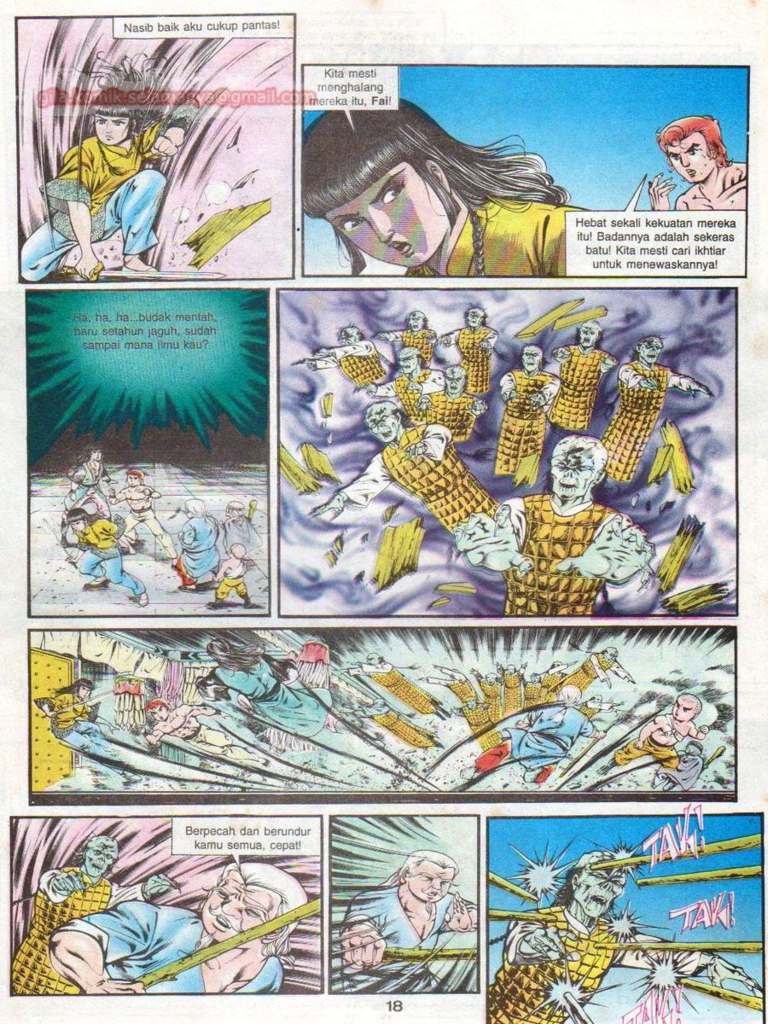 Nasib baik aku cukup pantas!
Kita mesti
menghalang
mereka itu, Fai!
Hebat sekali kekuatan mereka
itu! Badannya adalah sekeras
batu! Kita mesti cari ikhtiar
untuk menewaskannya!
Ha, ha, ha...budak mentah,
baru setahun jaguh, sudah
sampai mana ilmu kau?
Berpecah dan berundur
kamu semua, cepat!
TAK!
TAK!
TAK!
18